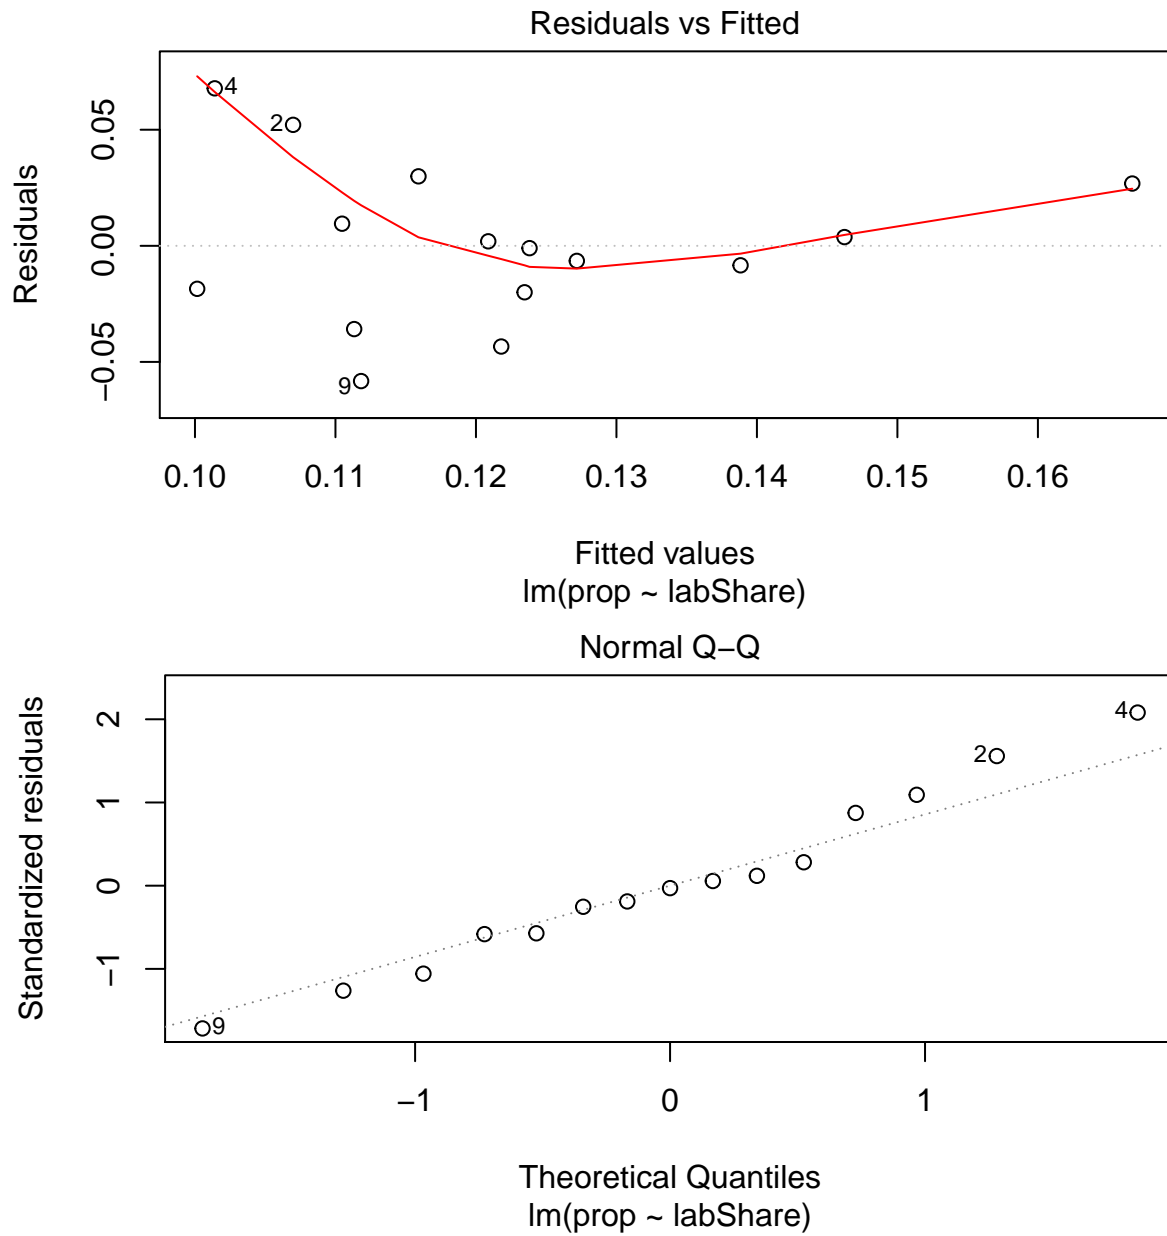 Residuals vs Fitted
Residuals
0.05
0.00
−0.05
4
2
9
0.10 0.11 0.12 0.13 0.14 0.15 0.16
Fitted values
lm(prop ~ labShare)
Normal Q−Q
Standardized residuals
2
1
0
−1
4
2
9
−1 0 1
Theoretical Quantiles
lm(prop ~ labShare)